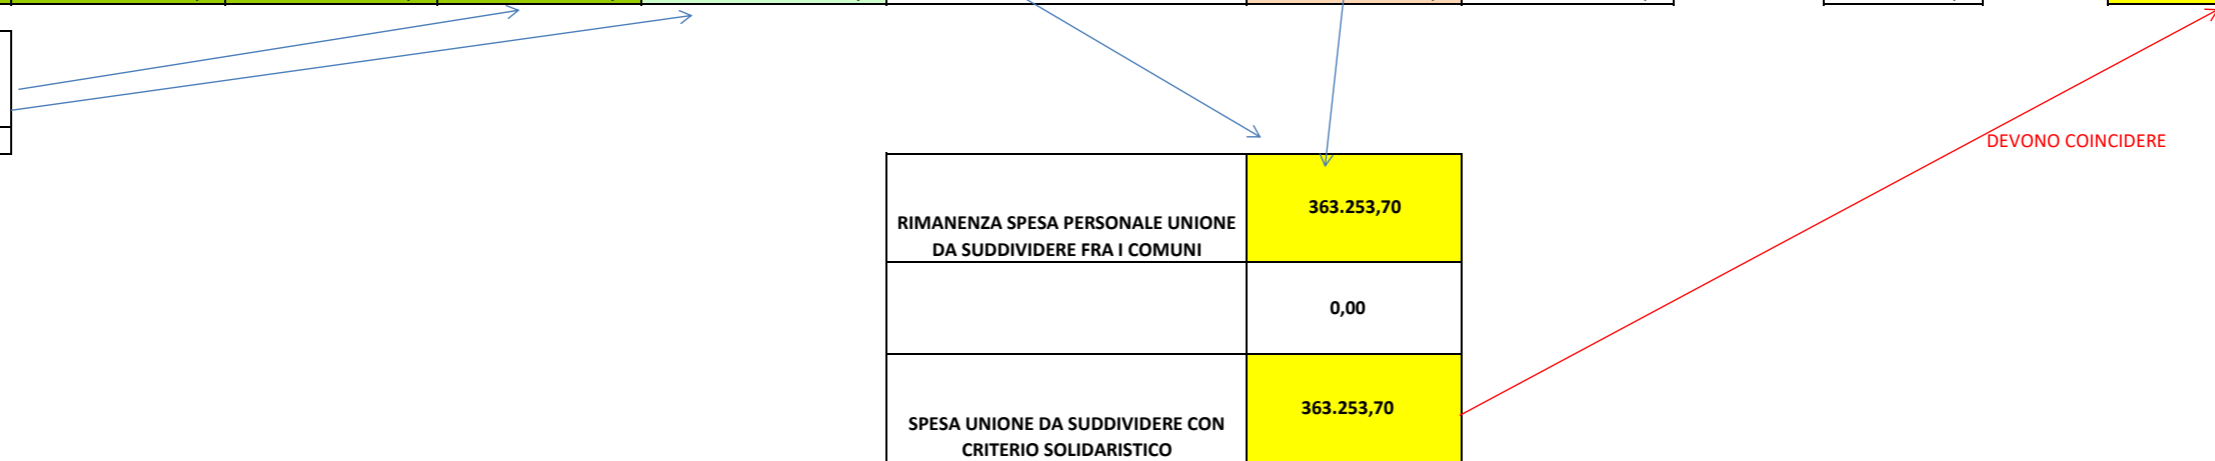 DEVONO COINCIDERE
363.253,70
RIMANENZA SPESA PERSONALE UNIONE
DA SUDDIVIDERE FRA I COMUNI
0,00
363.253,70
SPESA UNIONE DA SUDDIVIDERE CON
CRITERIO SOLIDARISTICO